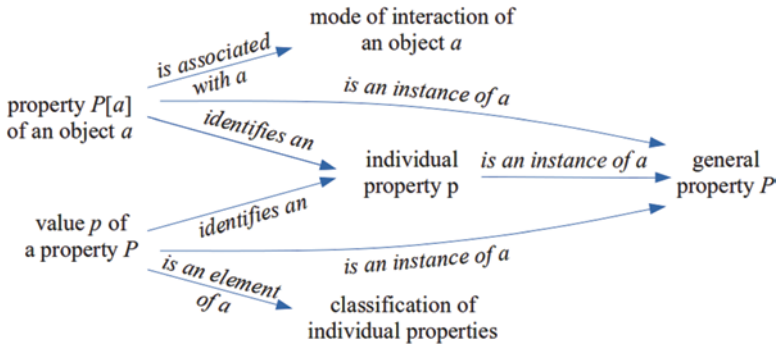 mode of interaction of
an object a
is associated
with a
is an instance of a
property P[a]
of an object a
identifies an
individual
property p
is an instance of a
general
property P
value p of
a property P
identifies an
is an instance of a
is an element
of a
classification of
individual properties